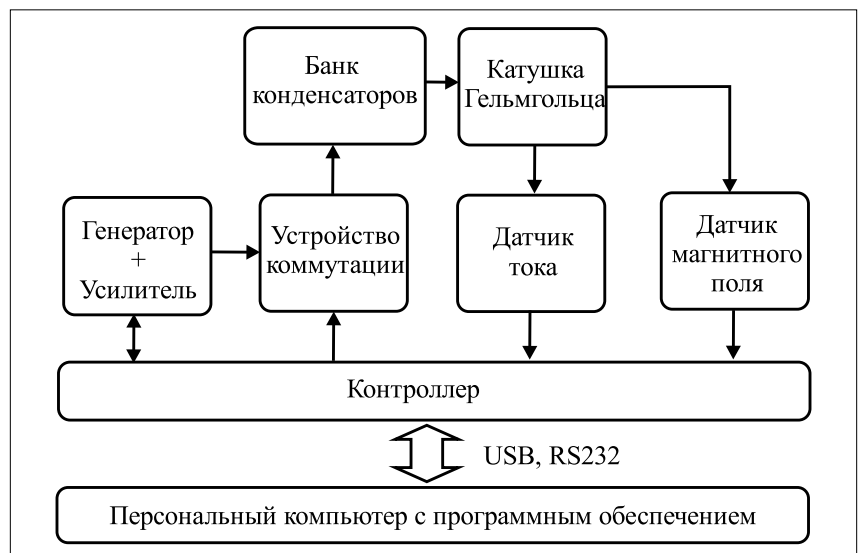 Банк
конденсаторов
Катушка
Гельмгольца
Генератор
+
Усилитель
Устройство
коммутации
Датчик
тока
Датчик
магнитного
поля
Контроллер
USB, RS232
Персональный компьютер с программным обеспечением